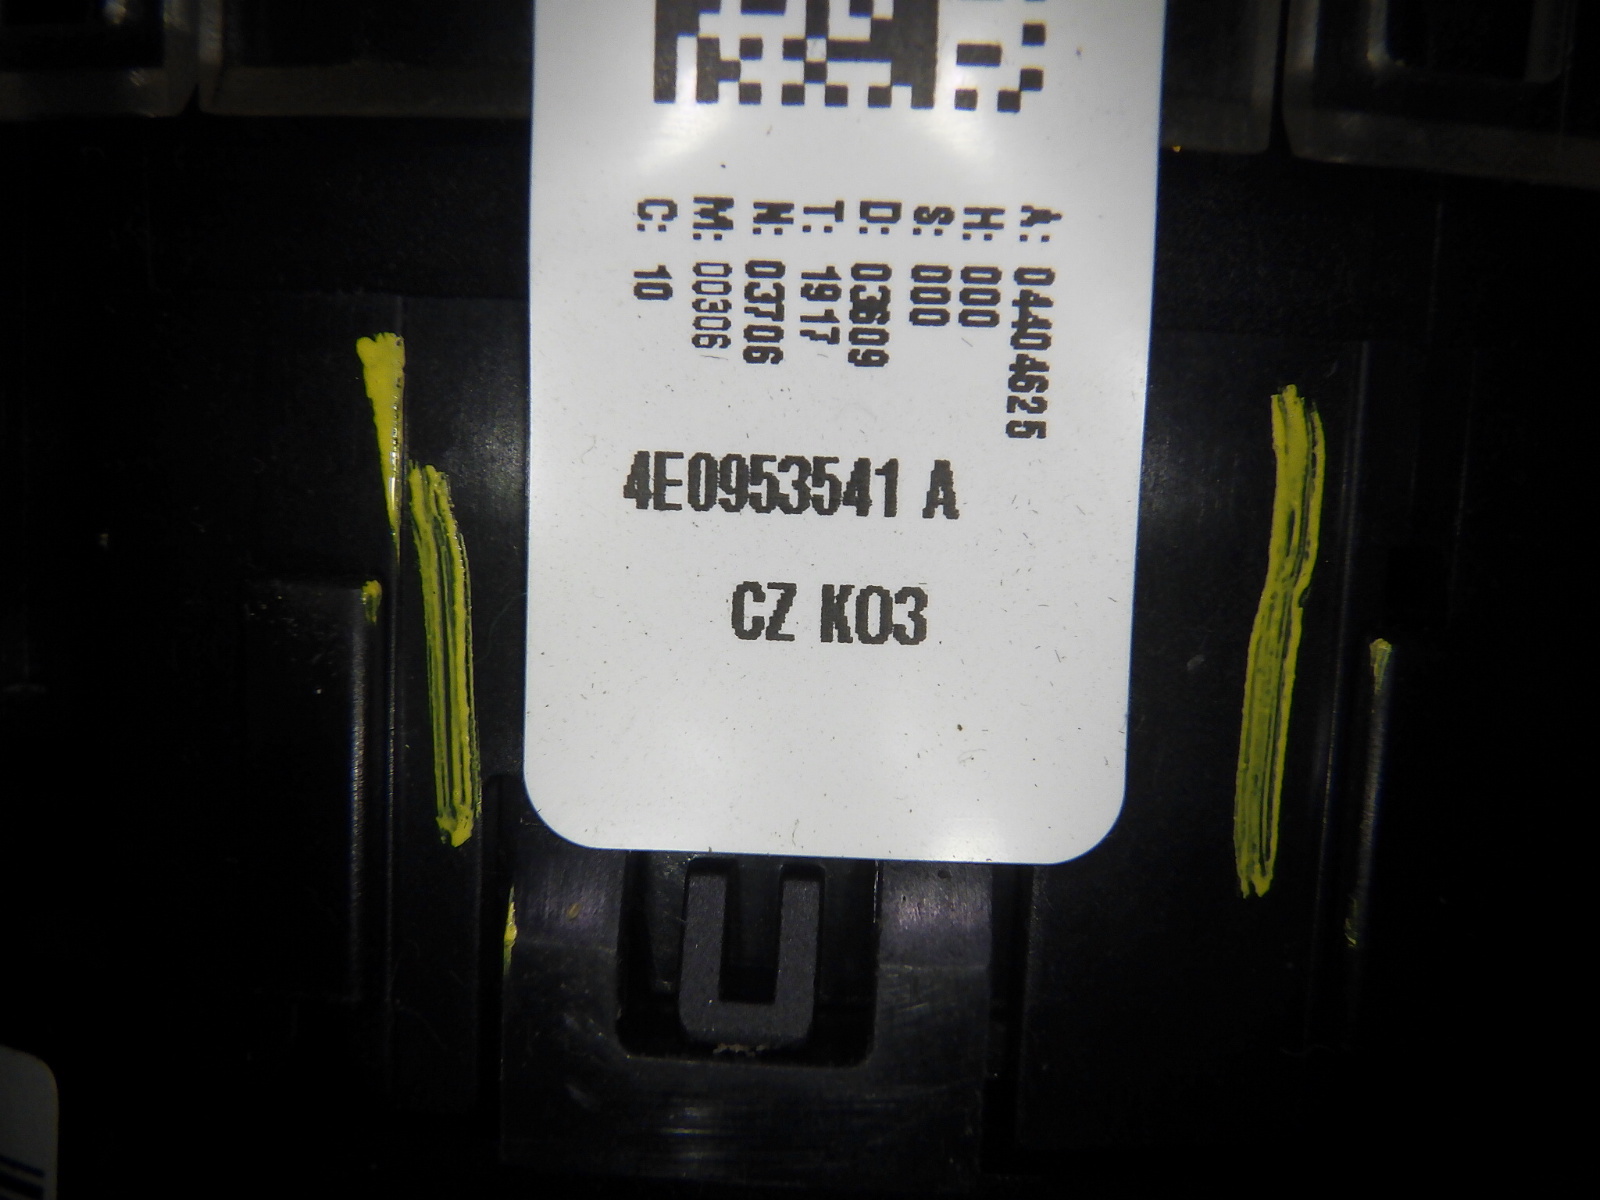 A: 04404625
H: 000
S: 000
D: 03609
T: 1917
N: 03706
M: 00306
C: 10
4E0953541 A
CZ K03